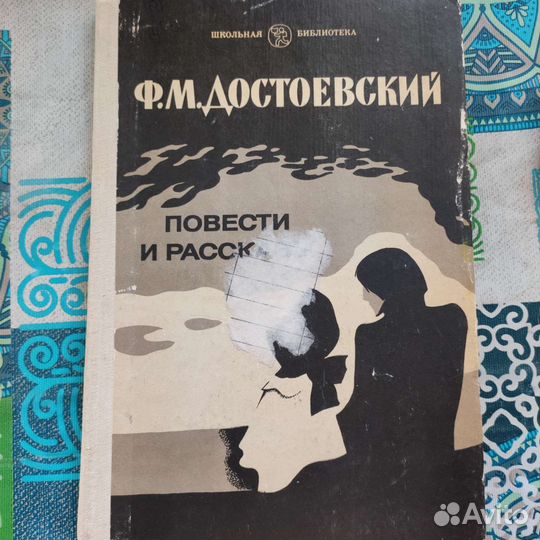 ШКОЛЬНАЯ БИБЛИОТЕКА
Ф.М.ДОСТОЕВСКИЙ
ПОВЕСТИ
И РАССК
Avito